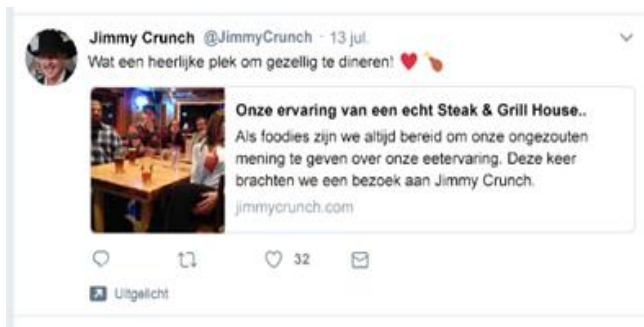 Jimmy Crunch @JimmyCrunch · 13 jul.
Wat een heerlijke plek om gezellig te dineren! ❤️ 🍗
Onze ervaring van een echt Steak & Grill House..
Als foodies zijn we altijd bereid om onze ongezouten
mening te geven over onze eetervaring. Deze keer
brachten we een bezoek aan Jimmy Crunch.
jimmycrunch.com
32
Uitgelicht